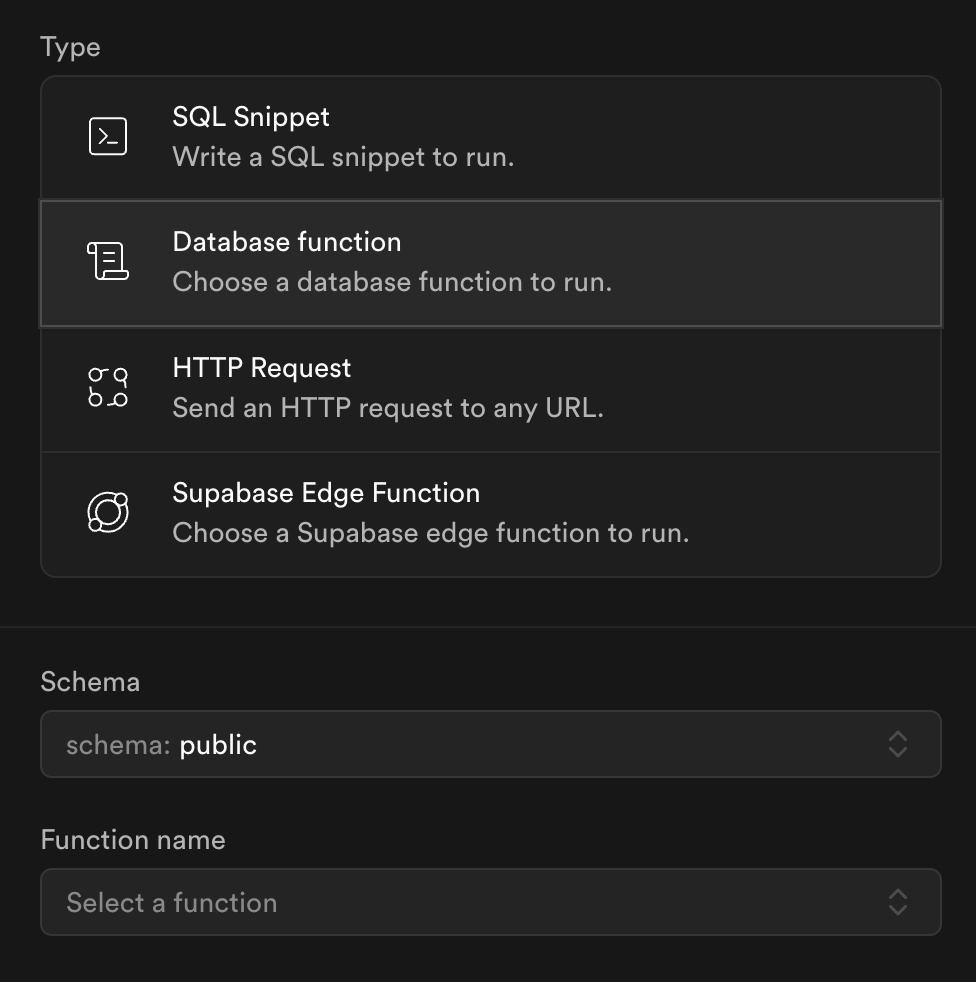 Type
SQL Snippet
Write a SQL snippet to run.
Database function
Choose a database function to run.
HTTP Request
Send an HTTP request to any URL.
Supabase Edge Function
Choose a Supabase edge function to run.
Schema
schema: public
Function name
Select a function